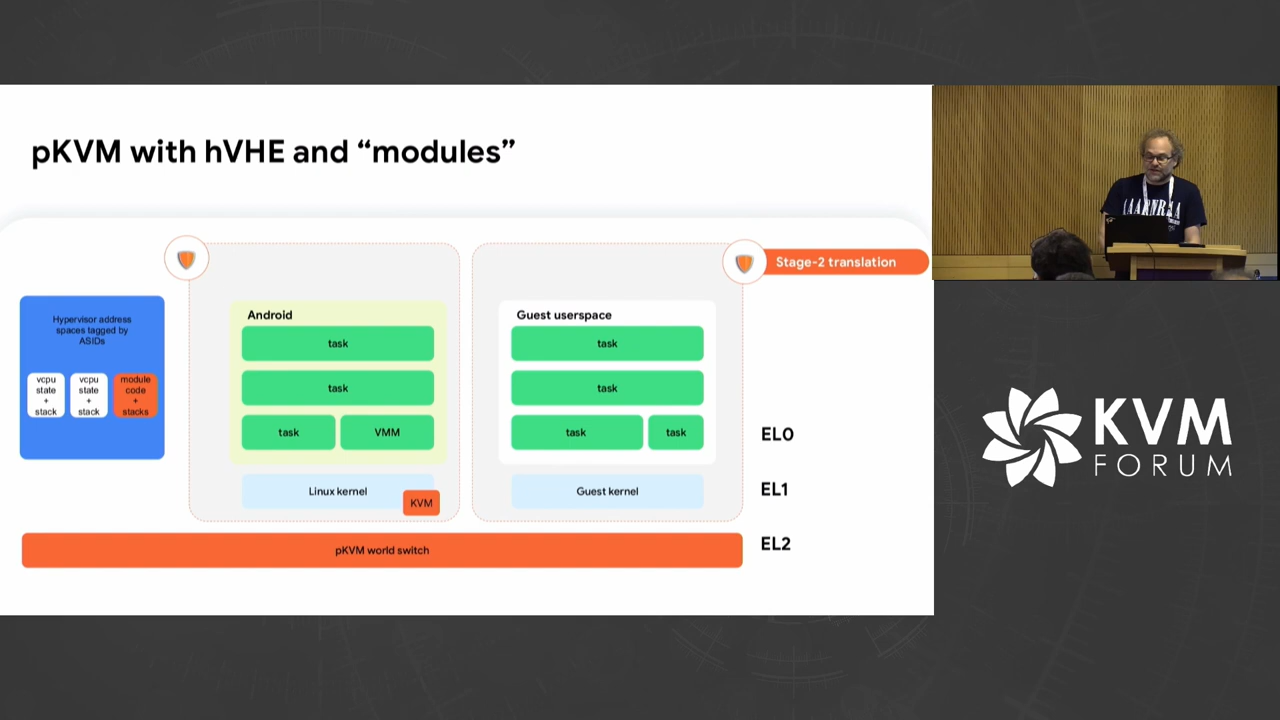 pKVM with hVHE and “modules”
Stage-2 translation
Hypervisor address
spaces tagged by
ASIDs
vcpu
state
+
stack
vcpu
state
+
stack
module
code
+
stacks
Android
task
task
task
VMM
Linux kernel
KVM
Guest userspace
task
task
task
task
Guest kernel
EL0
EL1
EL2
pKVM world switch
KVM
FORUM